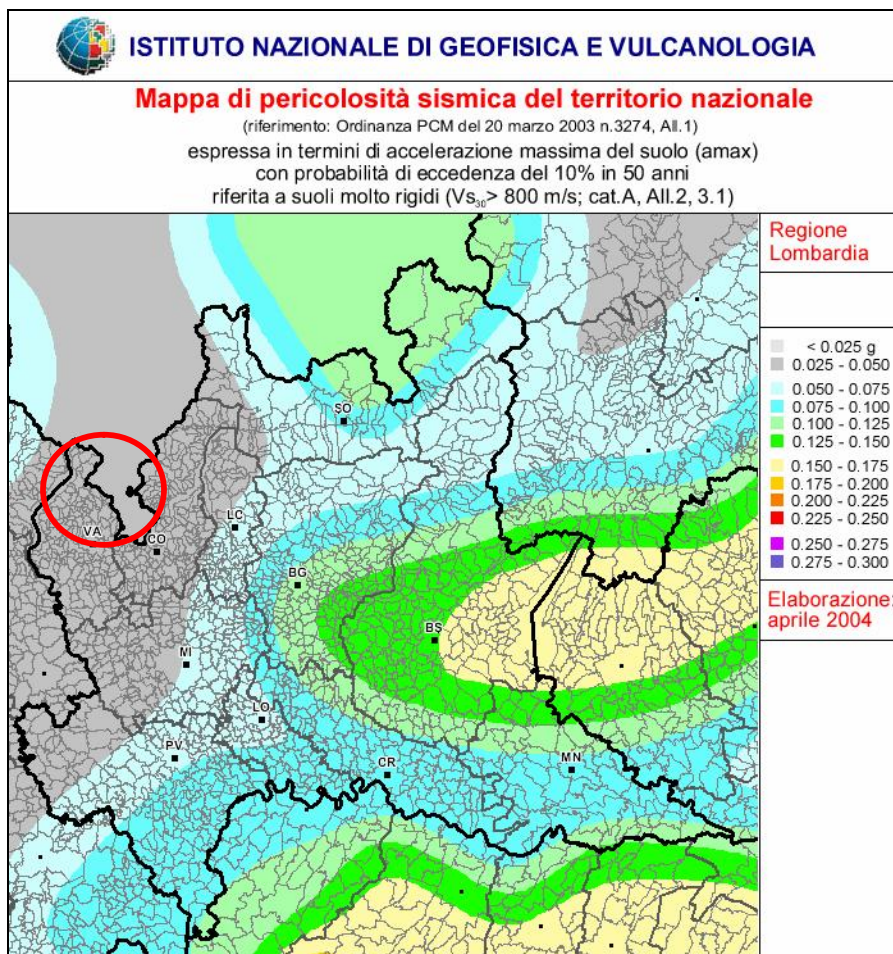 ISTITUTO NAZIONALE DI GEOFISICA E VULCANOLOGIA
Mappa di pericolosità sismica del territorio nazionale
(riferimento: Ordinanza PCM del 20 marzo 2003 n.3274, All.1)
espressa in termini di accelerazione massima del suolo (amax)
con probabilità di eccedenza del 10% in 50 anni
riferita a suoli molto rigidi (Vs₃₀> 800 m/s; cat.A, All.2, 3.1)
Regione
Lombardia
< 0.025 g
0.025 - 0.050
0.050 - 0.075
0.075 - 0.100
0.100 - 0.125
0.125 - 0.150
0.150 - 0.175
0.175 - 0.200
0.200 - 0.225
0.225 - 0.250
0.250 - 0.275
0.275 - 0.300
Elaborazione:
aprile 2004
SO
LC
VA
CO
BG
BS
MI
LO
PV
CR
MN